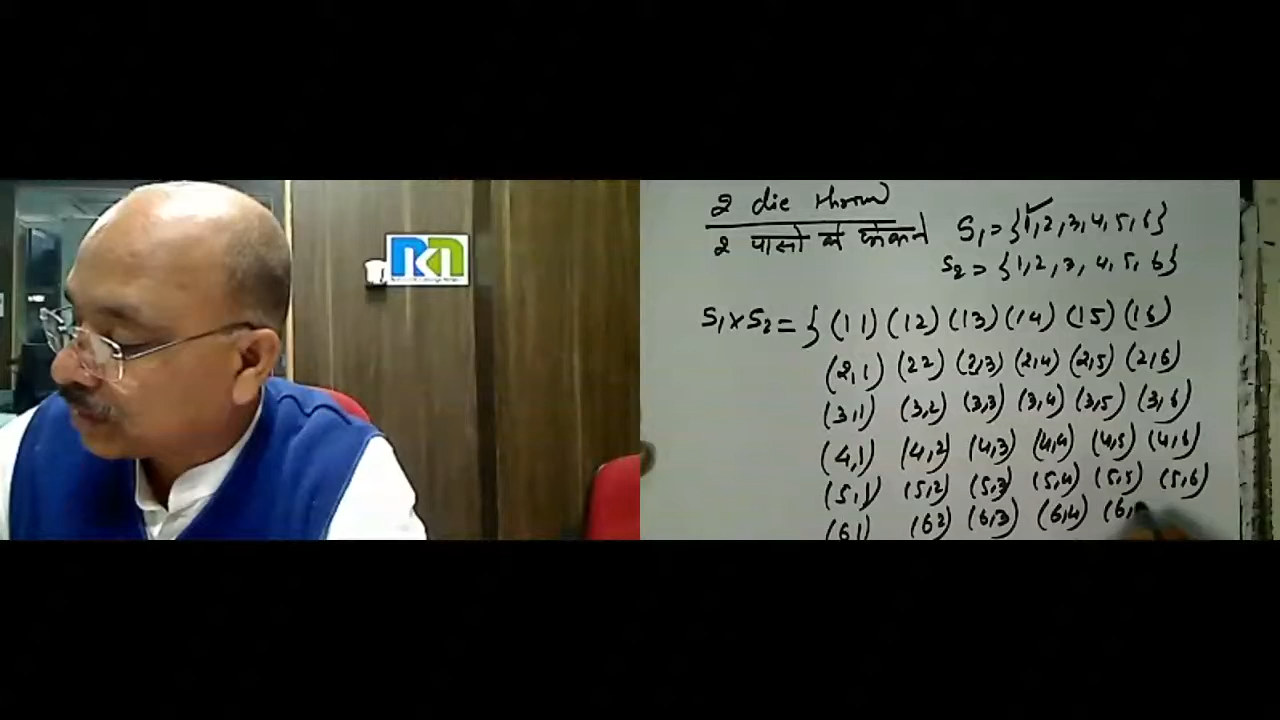 2 die throw
2 पासो के फेंकने
S₁ = {1, 2, 3, 4, 5, 6}
S₂ = {1, 2, 3, 4, 5, 6}
S₁ x S₂ = { (1 1) (1 2) (1 3) (1 4) (1 5) (1 6)
(2,1) (2 2) (2,3) (2,4) (2,5) (2,6)
(3,1) (3,2) (3,3) (3,4) (3,5) (3,6)
(4,1) (4,2) (4,3) (4,4) (4,5) (4,6)
(5,1) (5,2) (5,3) (5,4) (5,5) (5,6)
(6 1) (6 2) (6,3) (6,4) (6,